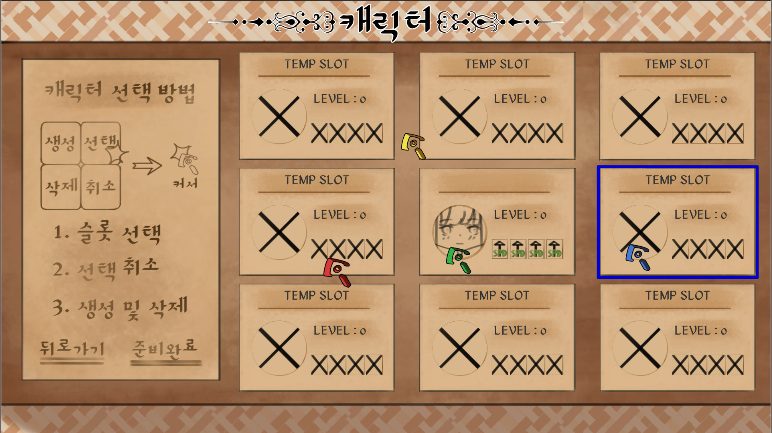 캐릭터
캐릭터 선택 방법
생성 선택
삭제 취소
커서
1. 슬롯 선택
2. 선택 취소
3. 생성 및 삭제
뒤로가기 준비완료
TEMP SLOT
LEVEL : 0
XXXX
TEMP SLOT
LEVEL : 0
XXXX
TEMP SLOT
LEVEL : 0
XXXX
TEMP SLOT
LEVEL : 0
XXXX
TEMP SLOT
LEVEL : 0
TEMP SLOT
LEVEL : 0
XXXX
TEMP SLOT
LEVEL : 0
XXXX
TEMP SLOT
LEVEL : 0
XXXX
TEMP SLOT
LEVEL : 0
XXXX